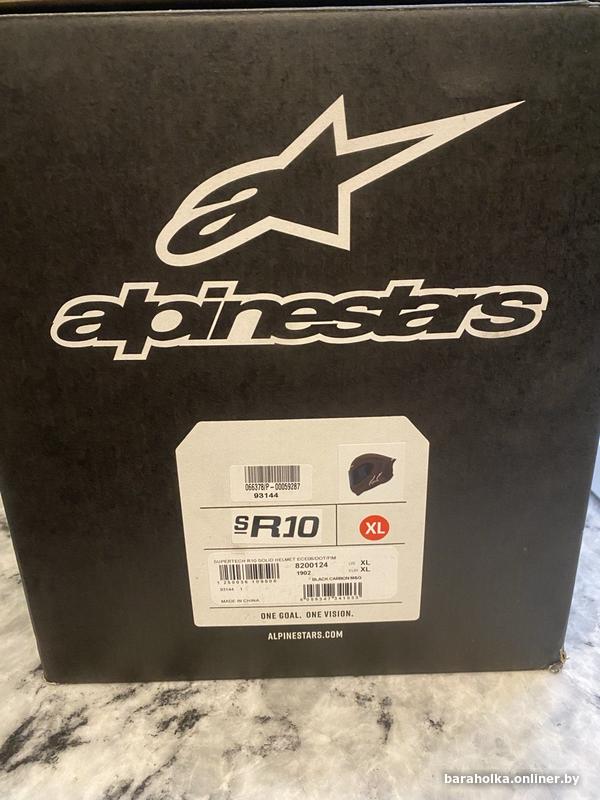 a
alpinestars
066378/P - 00059287
93144
S R10
XL
SUPERTECH R10 SOLID HELMET ECE06/DOT/FIM
8200124
US XL
EUR XL
1902
BLACK CARBON M&G
93144 1
MADE IN CHINA
ONE GOAL. ONE VISION.
ALPINESTARS.COM
baraholka.onliner.by